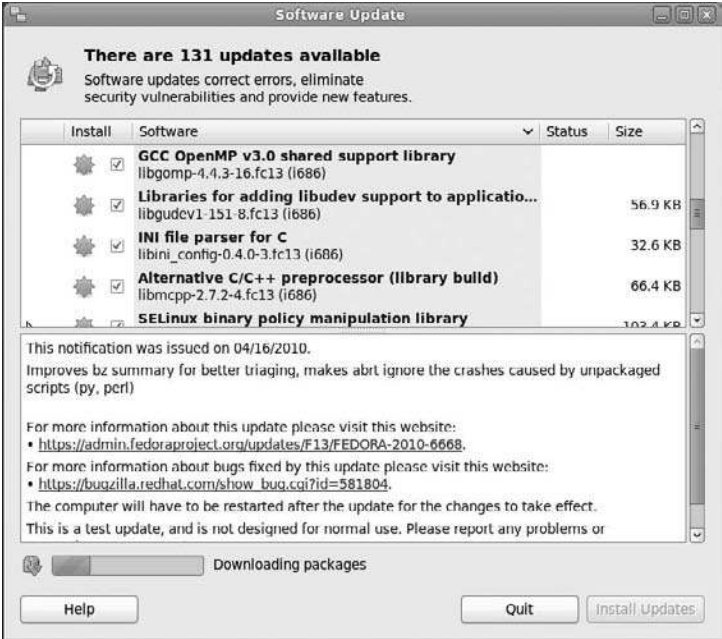 Software Update
There are 131 updates available
Software updates correct errors, eliminate
security vulnerabilities and provide new features.
Install Software Status Size
GCC OpenMP v3.0 shared support library
libgomp-4.4.3-16.fc13 (i686)
Libraries for adding libudev support to applicatio...
libgudev1-151-8.fc13 (i686) 56.9 KB
INI file parser for C
libini_config-0.4.0-3.fc13 (i686) 32.6 KB
Alternative C/C++ preprocessor (library build)
libmcpp-2.7.2-4.fc13 (i686) 66.4 KB
SELinux binary policy manipulation library 103.4 KB
This notification was issued on 04/16/2010.
Improves bz summary for better triaging, makes abrt ignore the crashes caused by unpackaged
scripts (py, perl)
For more information about this update please visit this website:
• https://admin.fedoraproject.org/updates/F13/FEDORA-2010-6668.
For more information about bugs fixed by this update please visit this website:
• https://bugzilla.redhat.com/show_bug.cgi?id=581804.
The computer will have to be restarted after the update for the changes to take effect.
This is a test update, and is not designed for normal use. Please report any problems or
Downloading packages
Help Quit Install Updates